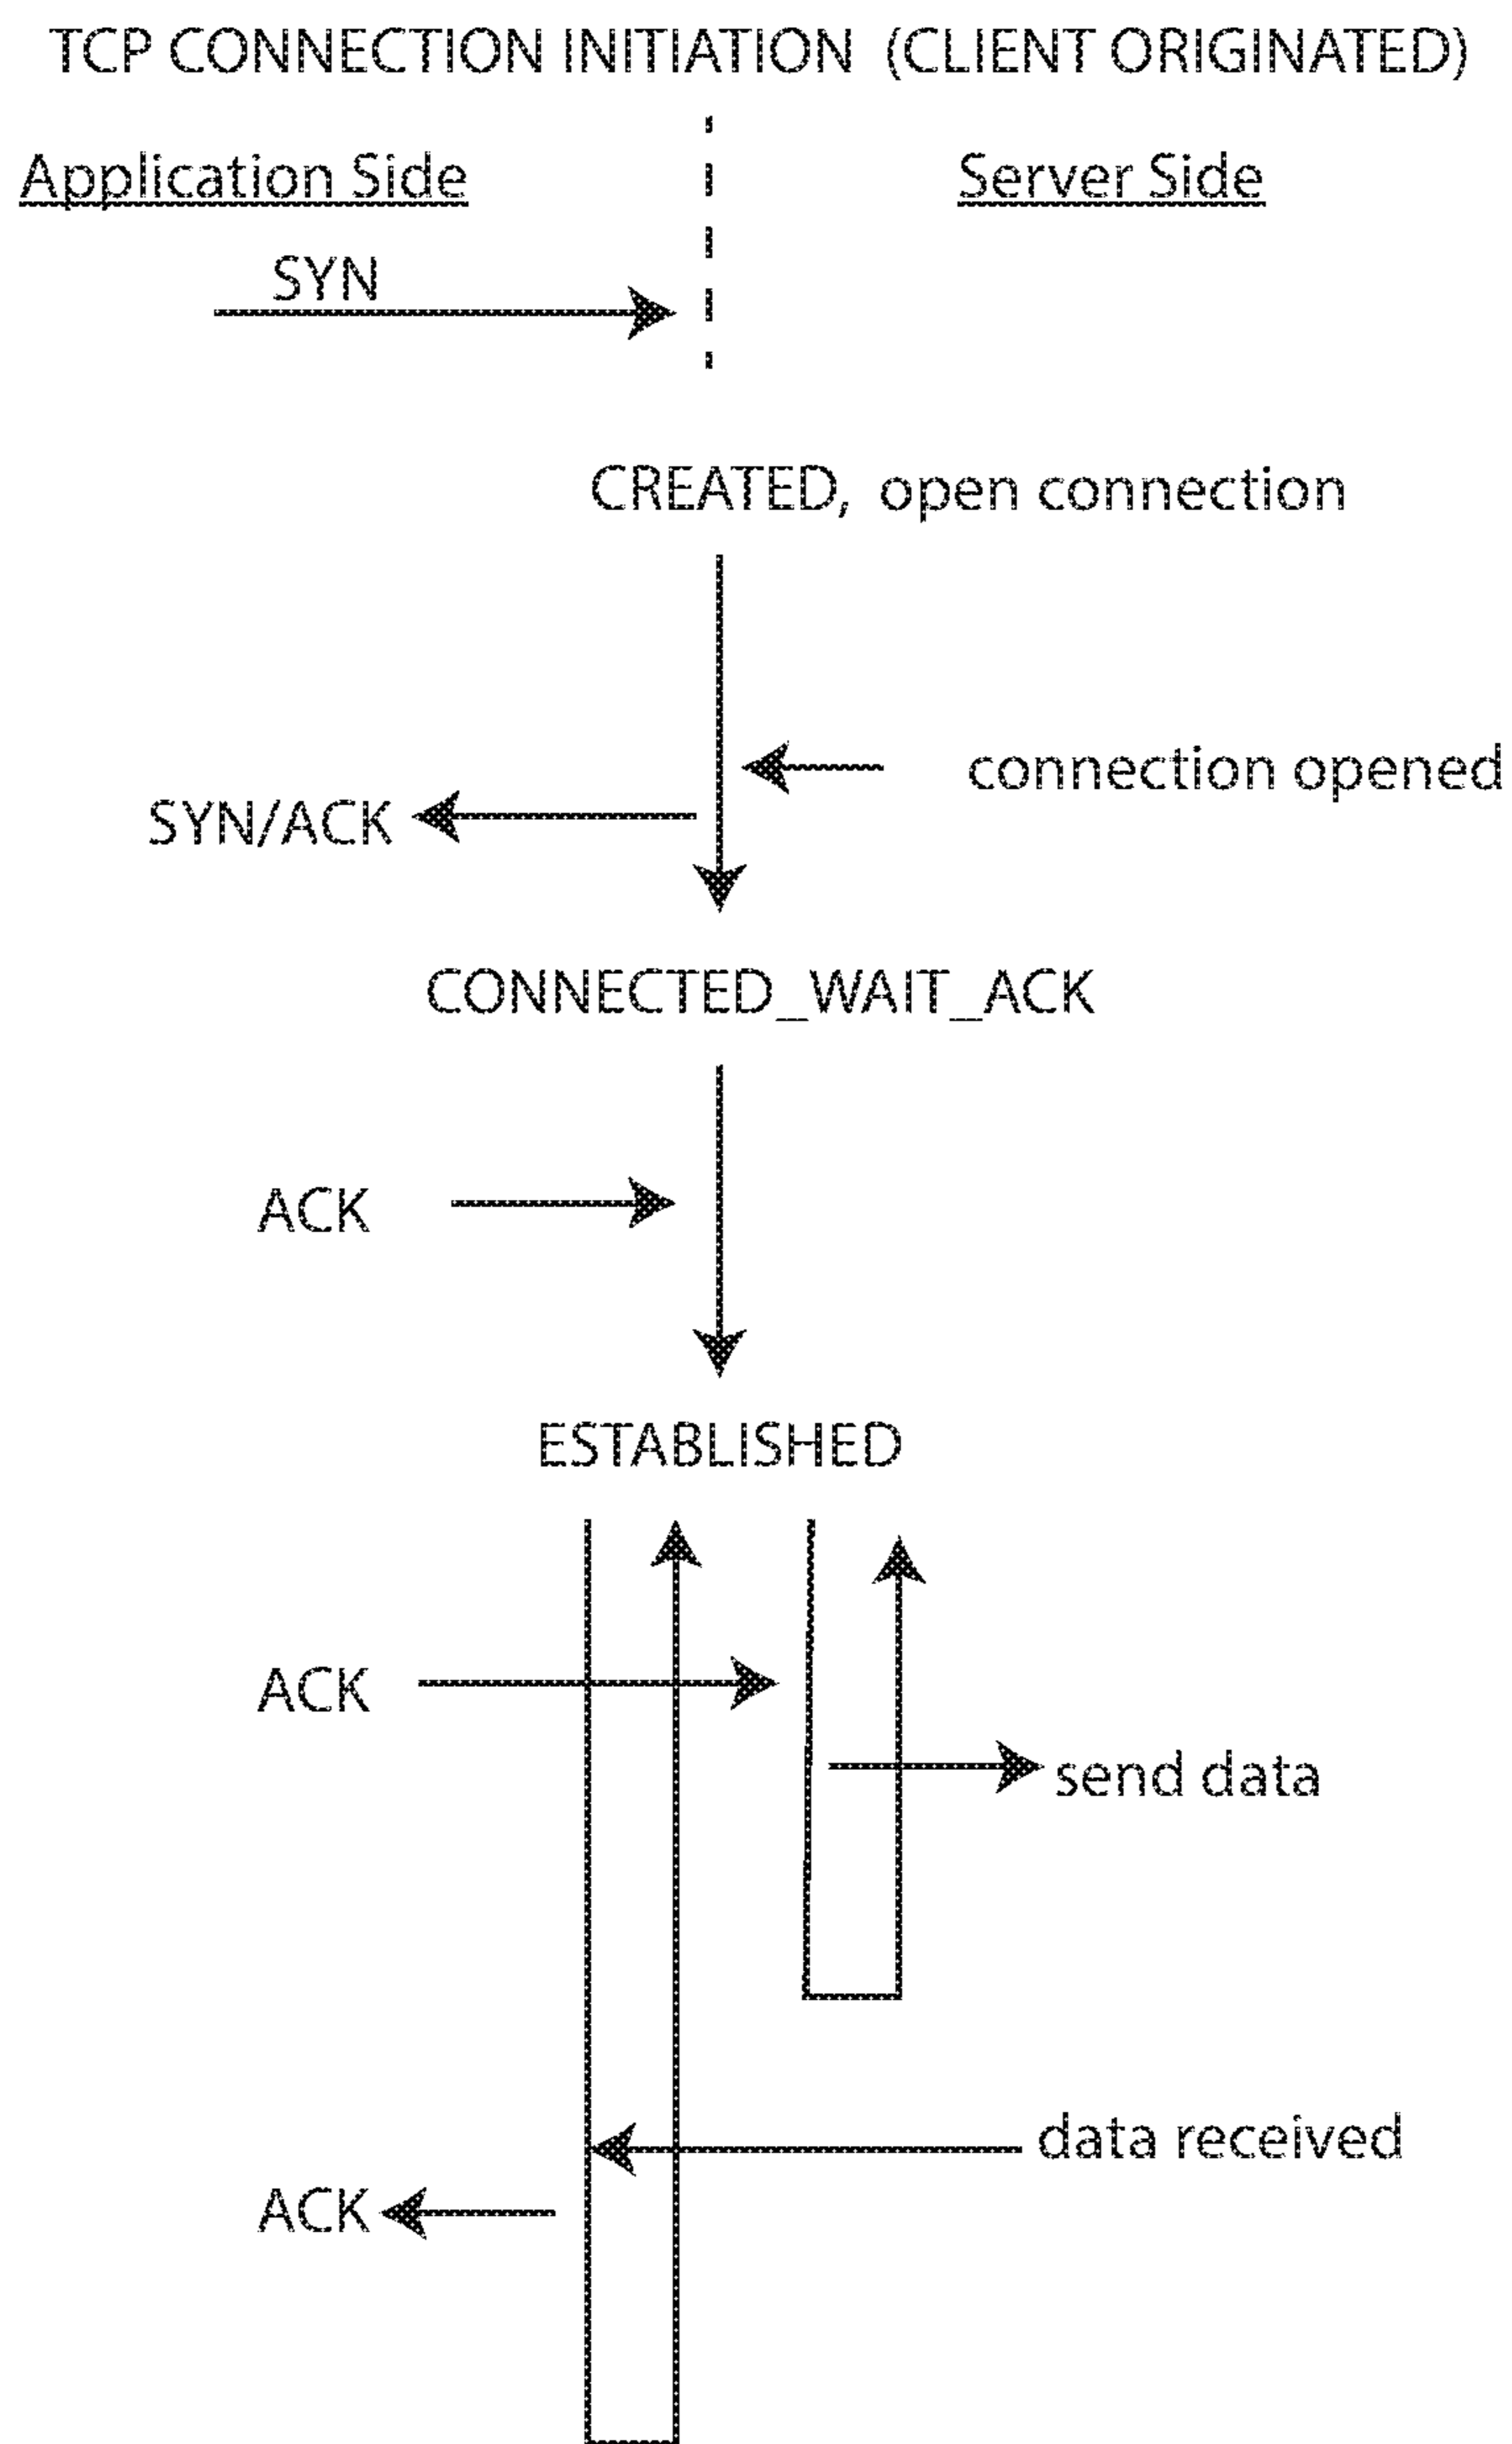 TCP CONNECTION INITIATION (CLIENT ORIGINATED)
Application Side
Server Side
SYN
CREATED, open connection
connection opened
SYN/ACK
CONNECTED_WAIT_ACK
ACK
ESTABLISHED
ACK
send data
data received
ACK